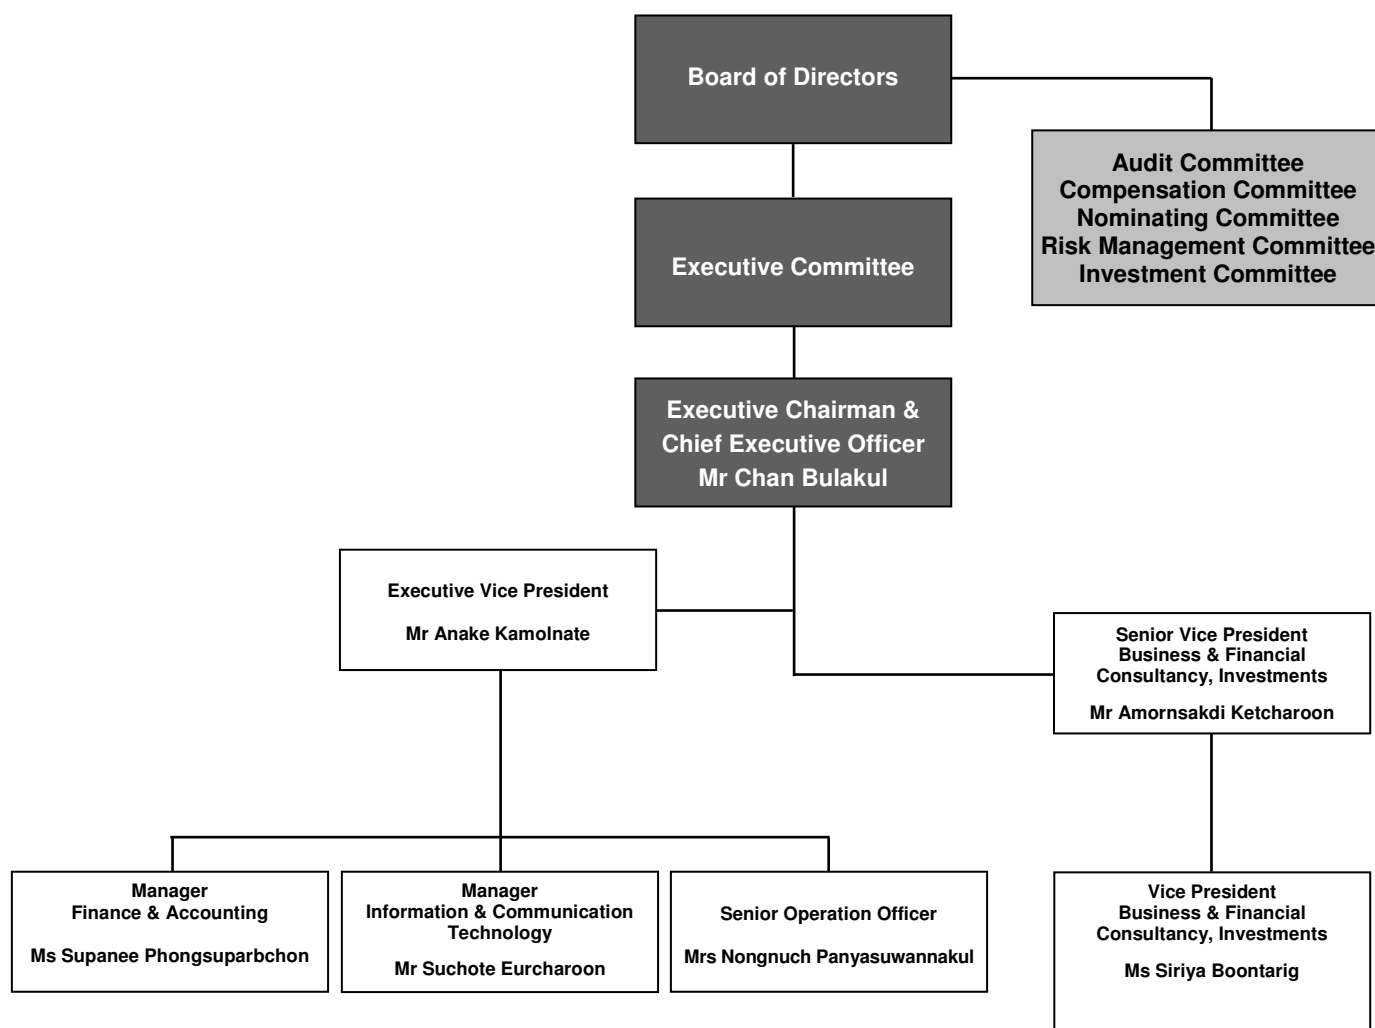 Board of Directors
Audit Committee
Compensation Committee
Nominating Committee
Risk Management Committee
Investment Committee
Executive Committee
Executive Chairman &
Chief Executive Officer
Mr Chan Bulakul
Executive Vice President
Mr Anake Kamolnate
Senior Vice President
Business & Financial
Consultancy, Investments
Mr Amornsakdi Ketcharoon
Manager
Finance & Accounting
Ms Supanee Phongsuparbchon
Manager
Information & Communication
Technology
Mr Suchote Eurcharoon
Senior Operation Officer
Mrs Nongnuch Panyasuwannakul
Vice President
Business & Financial
Consultancy, Investments
Ms Siriya Boontarig